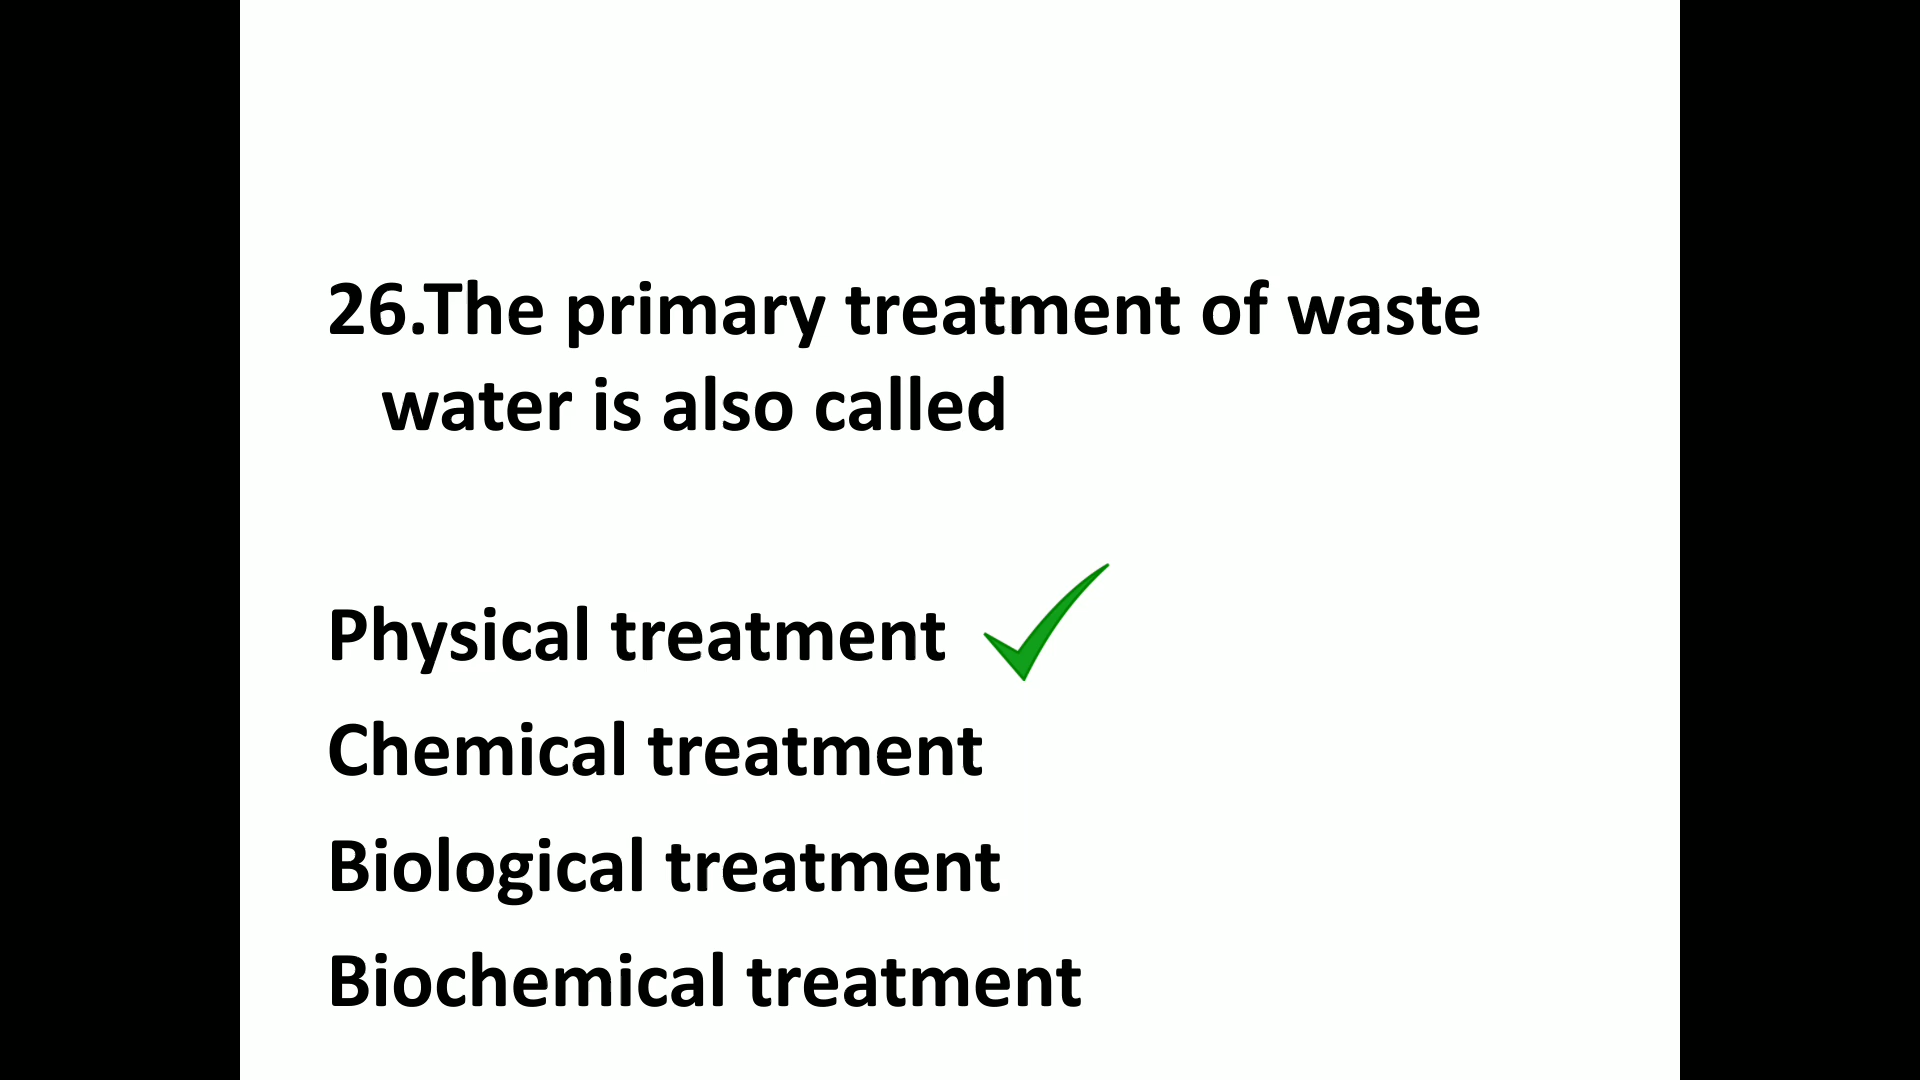 26.The primary treatment of waste
water is also called
Physical treatment
Chemical treatment
Biological treatment
Biochemical treatment